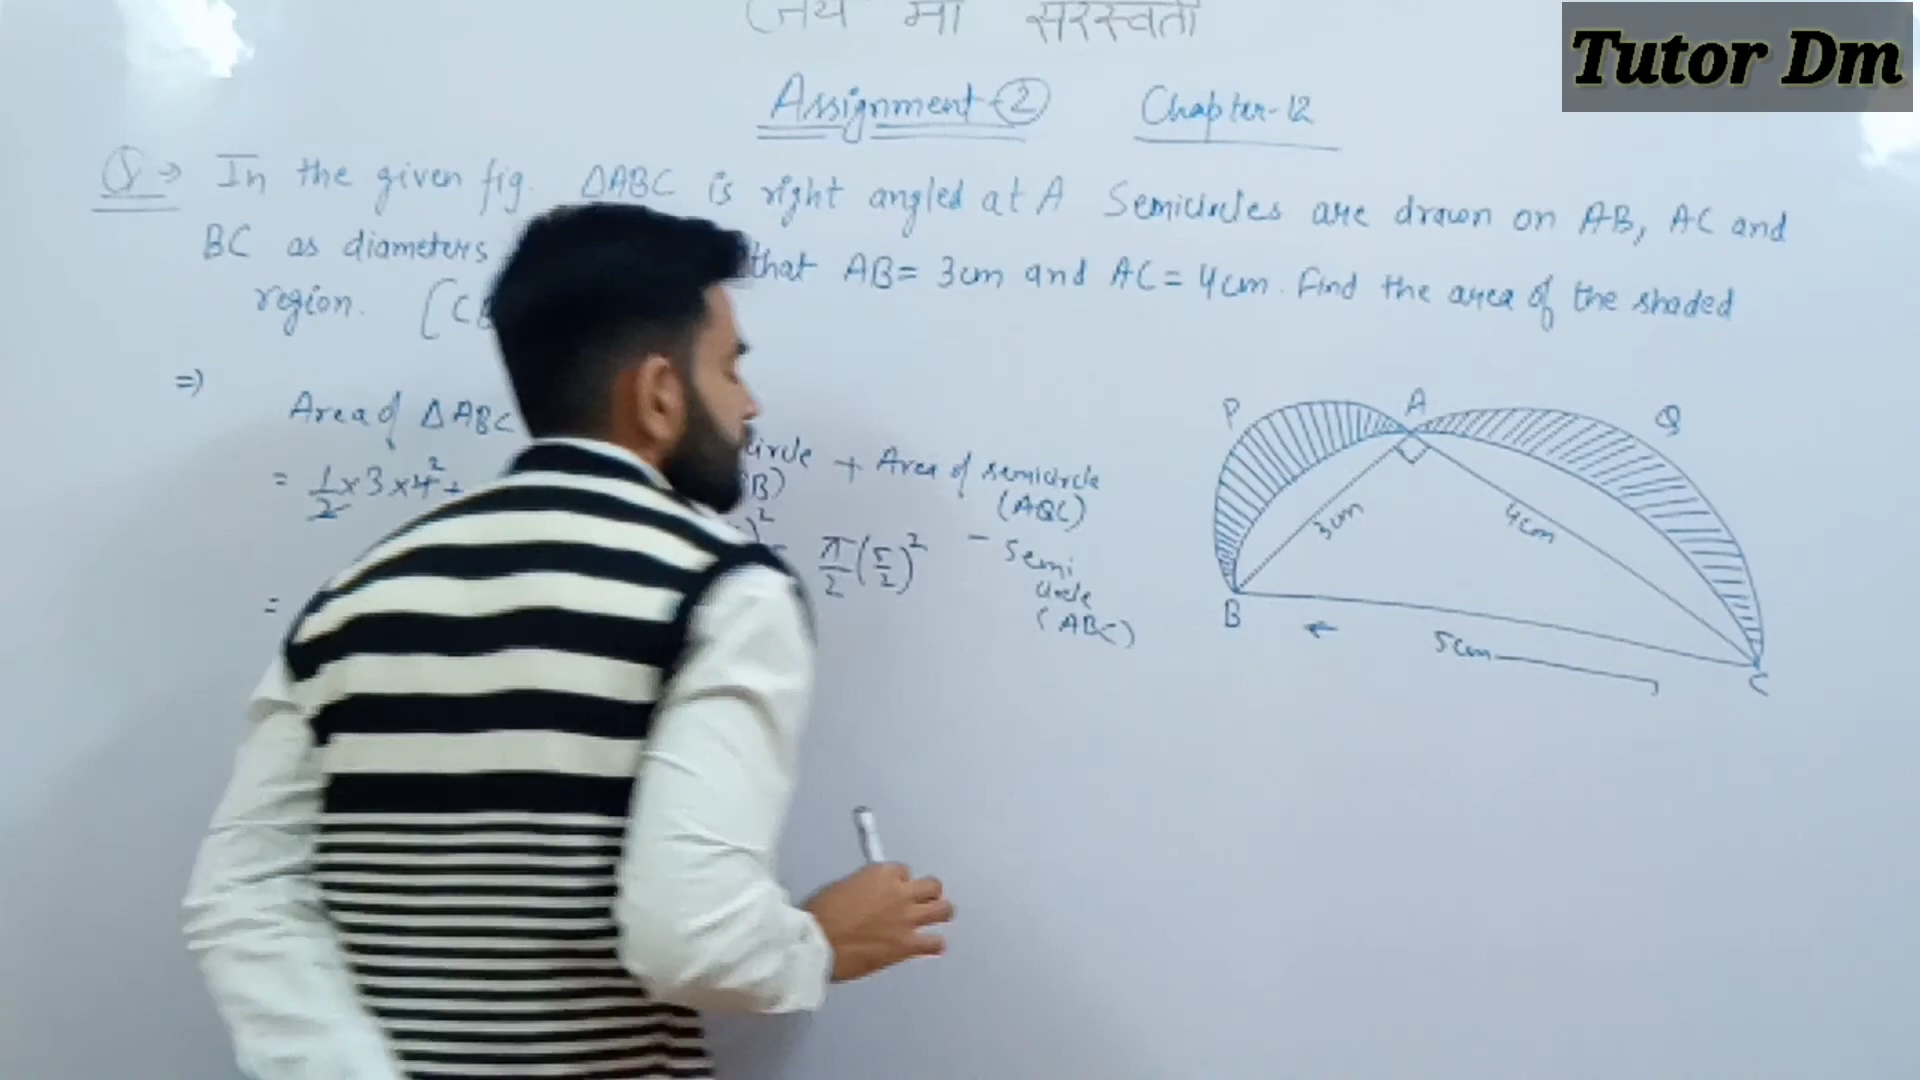 जय मा सरस्वती
Tutor Dm
Assignment-② Chapter-12
Q → In the given fig. ΔABC is right angled at A Semicircles are drawn on AB, AC and
BC as diameters that AB= 3cm and AC = 4cm. Find the area of the shaded
region. [CB
⇒ Area of ΔABC circle + Area of semicircle
B) (AQC)
= 1/2 x 3 x 4² + )² - π/2 (5/2)² - Semi
circle
(ABC)
=
P A Q
3cm 4cm
B ← 5cm C